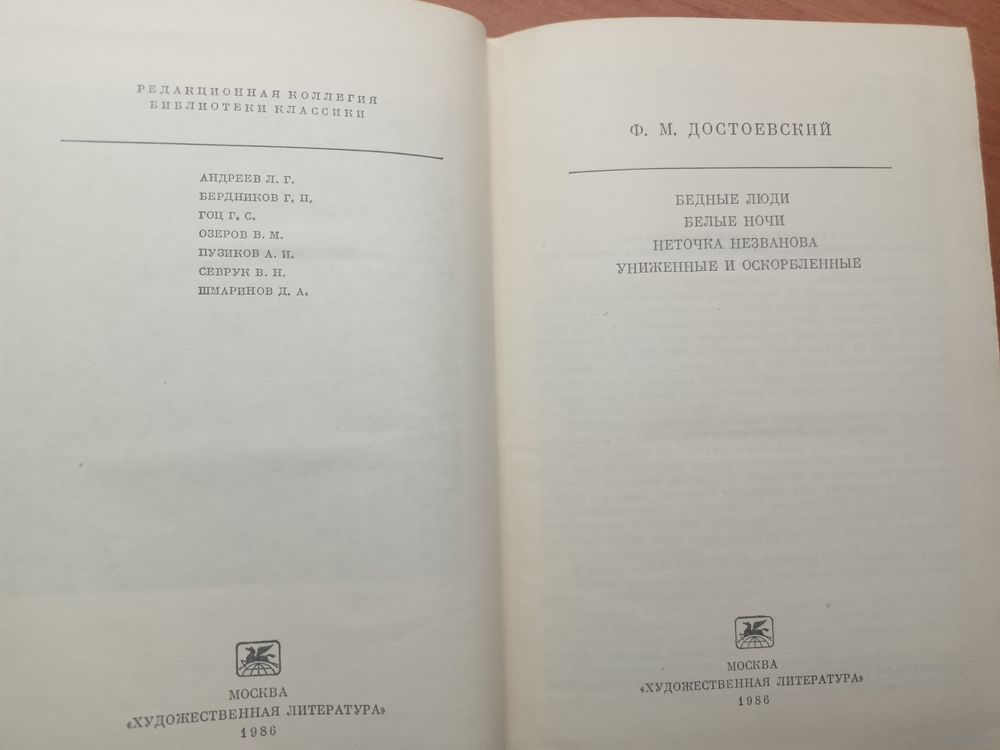 РЕДАКЦИОННАЯ КОЛЛЕГИЯ
БИБЛИОТЕКИ КЛАССИКИ
АНДРЕЕВ Л. Г.
БЕРДНИКОВ Г. П.
ГОЦ Г. С.
ОЗЕРОВ В. М.
ПУЗИКОВ А. И.
СЕВРУК В. Н.
ШМАРИНОВ Д. А.
МОСКВА
«ХУДОЖЕСТВЕННАЯ ЛИТЕРАТУРА»
1986
Ф. М. ДОСТОЕВСКИЙ
БЕДНЫЕ ЛЮДИ
БЕЛЫЕ НОЧИ
НЕТОЧКА НЕЗВАНОВА
УНИЖЕННЫЕ И ОСКОРБЛЕННЫЕ
МОСКВА
«ХУДОЖЕСТВЕННАЯ ЛИТЕРАТУРА»
1986